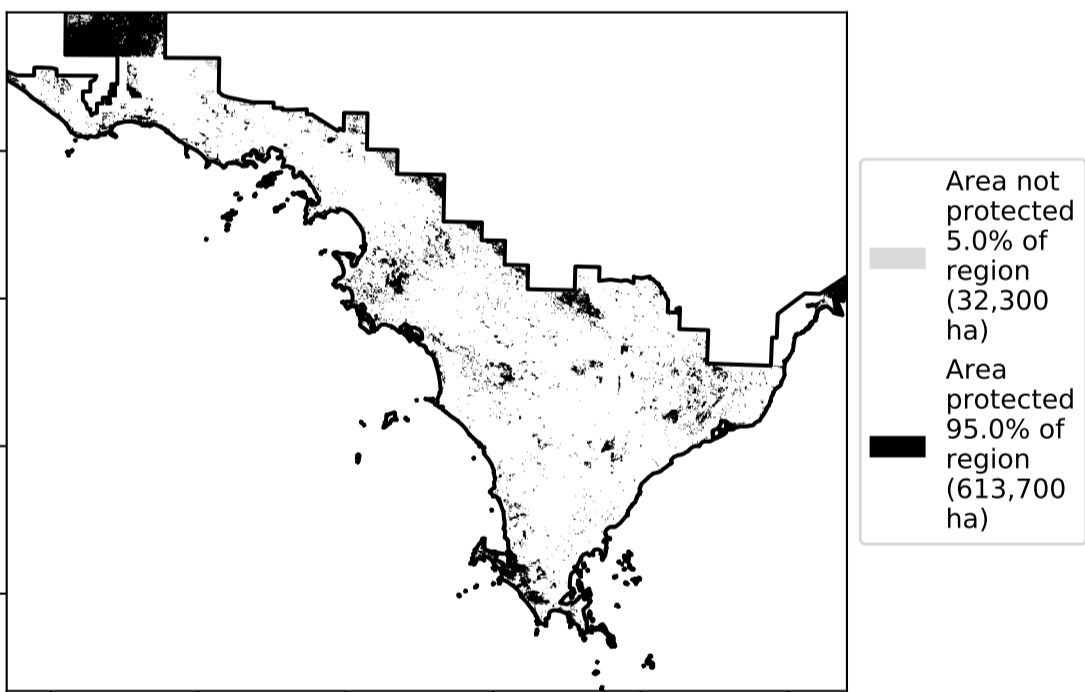 Area not
protected
5.0% of
region
(32,300
ha)
Area
protected
95.0% of
region
(613,700
ha)